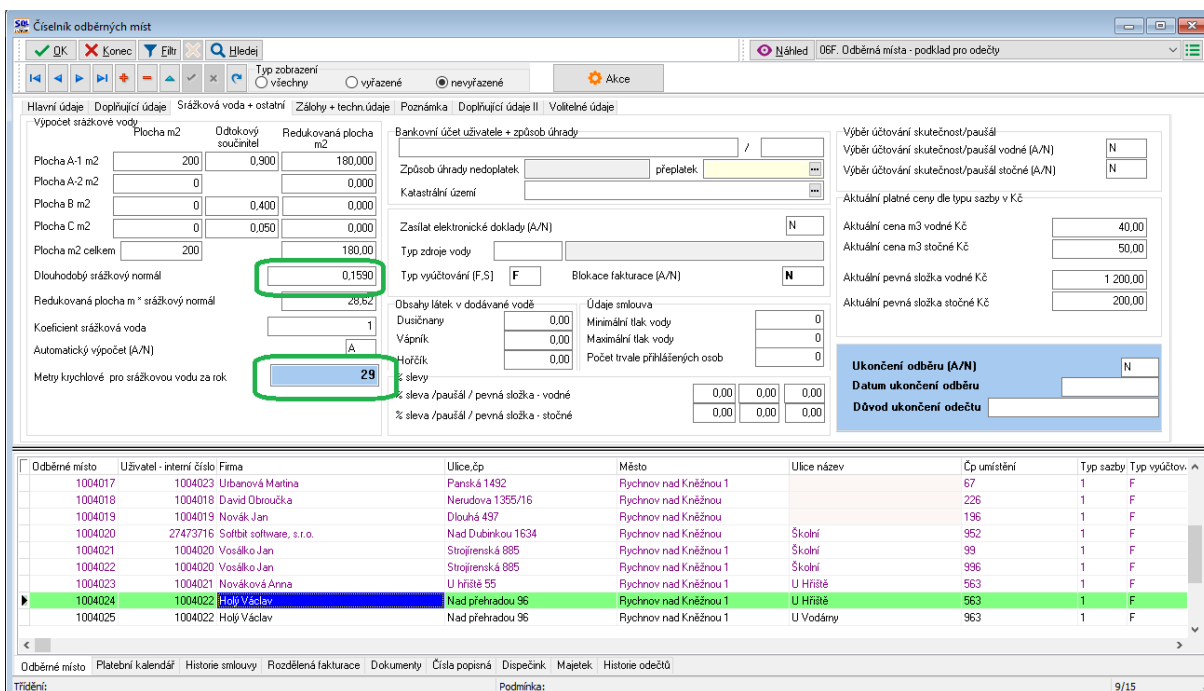 Číselník odběrných míst
OK Konec Filtr Hledej Náhled 06F. Odběrná místa - podklad pro odečty
Typ zobrazení
všechny vyřazené nevyřazené Akce
Hlavní údaje Doplňující údaje Srážková voda + ostatní Zálohy + techn.údaje Poznámka Doplňující údaje II Volitelné údaje
Výpočet srážkové vody
Plocha m2 Odtokový součinitel Redukovaná plocha m2
Plocha A-1 m2 200 0,900 180,000
Plocha A-2 m2 0 0,000
Plocha B m2 0 0,400 0,000
Plocha C m2 0 0,050 0,000
Plocha m2 celkem 200 180,00
Dlouhodobý srážkový normál 0,1590
Redukovaná plocha m * srážkový normál 28,62
Koeficient srážková voda 1
Automatický výpočet (A/N) A
Metry krychlové pro srážkovou vodu za rok 29
Bankovní účet uživatele + způsob úhrady
/
Způsob úhrady nedoplatek přeplatek ...
Katastrální území ...
Zasílat elektronické doklady (A/N) N
Typ zdroje vody
Typ vyúčtování (F,S) F Blokace fakturace (A/N) N
Obsahy látek v dodávané vodě
Dusičnany 0,00
Vápník 0,00
Hořčík 0,00
Údaje smlouva
Minimální tlak vody 0
Maximální tlak vody 0
Počet trvale přihlášených osob 0
% slevy
% sleva /paušál / pevná složka - vodné 0,00 0,00 0,00
% sleva /paušál / pevná složka - stočné 0,00 0,00 0,00
Výběr účtování skutečnost/paušál
Výběr účtování skutečnost/paušál vodné (A/N) N
Výběr účtování skutečnost/paušál stočné (A/N) N
Aktuální platné ceny dle typu sazby v Kč
Aktuální cena m3 vodné Kč 40,00
Aktuální cena m3 stočné Kč 50,00
Aktuální pevná složka vodné Kč 1 200,00
Aktuální pevná složka stočné Kč 200,00
Ukončení odběru (A/N) N
Datum ukončení odběru
Důvod ukončení odečtu
Odběrné místo Uživatel - interní číslo Firma Ulice,čp Město Ulice název Čp umístění Typ sazby Typ vyúčtov.
1004017 1004023 Urbanová Martina Panská 1492 Rychnov nad Kněžnou 1 67 1 F
1004018 1004018 David Obroučka Nerudova 1355/16 Rychnov nad Kněžnou 226 1 F
1004019 1004019 Novák Jan Dlouhá 497 Rychnov nad Kněžnou 196 1 F
1004020 27473716 Softbit software, s.r.o. Nad Dubinkou 1634 Rychnov nad Kněžnou Školní 952 1 F
1004021 1004020 Vosálko Jan Strojírenská 885 Rychnov nad Kněžnou 1 Školní 99 1 F
1004022 1004020 Vosálko Jan Strojírenská 885 Rychnov nad Kněžnou 1 Školní 996 1 F
1004023 1004021 Nováková Anna U hřiště 55 Rychnov nad Kněžnou 1 U Hřiště 563 1 F
1004024 1004022 Holý Václav Nad přehradou 96 Rychnov nad Kněžnou 1 U Hřiště 563 1 F
1004025 1004022 Holý Václav Nad přehradou 96 Rychnov nad Kněžnou 1 U Vodárny 963 1 F
Odběrné místo Platební kalendář Historie smlouvy Rozdělená fakturace Dokumenty Čísla popisná Dispečink Majetek Historie odečtů
Třídění: Podmínka: 9/15